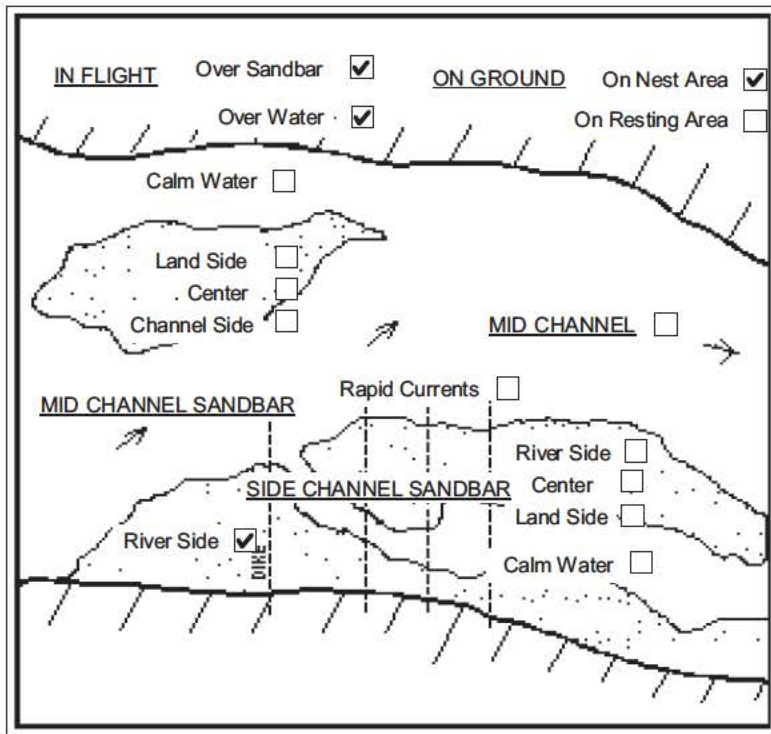 IN FLIGHT Over Sandbar ON GROUND On Nest Area
Over Water On Resting Area
Calm Water
Land Side
Center
Channel Side
MID CHANNEL
Rapid Currents
MID CHANNEL SANDBAR
River Side
SIDE CHANNEL SANDBAR
Center
Land Side
River Side
DIKE
Calm Water